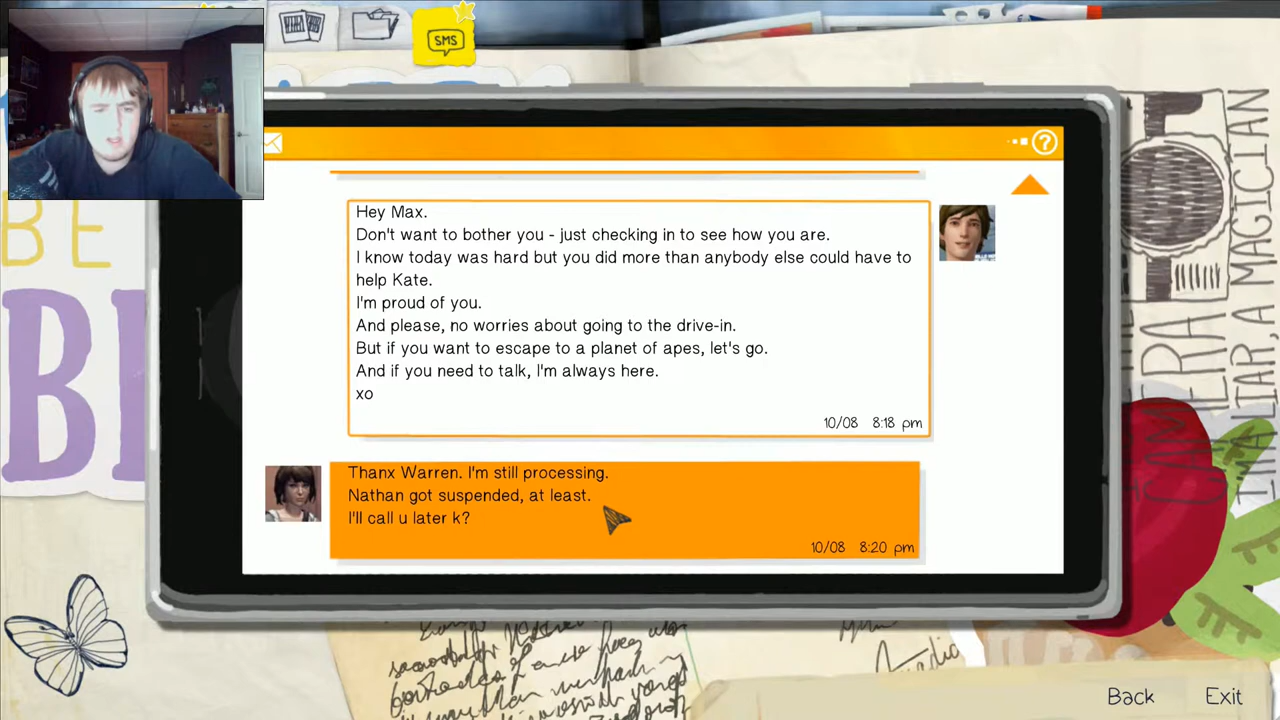 SMS
?
Hey Max.
Don't want to bother you - just checking in to see how you are.
I know today was hard but you did more than anybody else could have to
help Kate.
I'm proud of you.
And please, no worries about going to the drive-in.
But if you want to escape to a planet of apes, let's go.
And if you need to talk, I'm always here.
xo
10/08 8:18 pm
Thanx Warren. I'm still processing.
Nathan got suspended, at least.
I'll call u later k?
10/08 8:20 pm
BE
CAMERA
MAGICIAN
Back
Exit